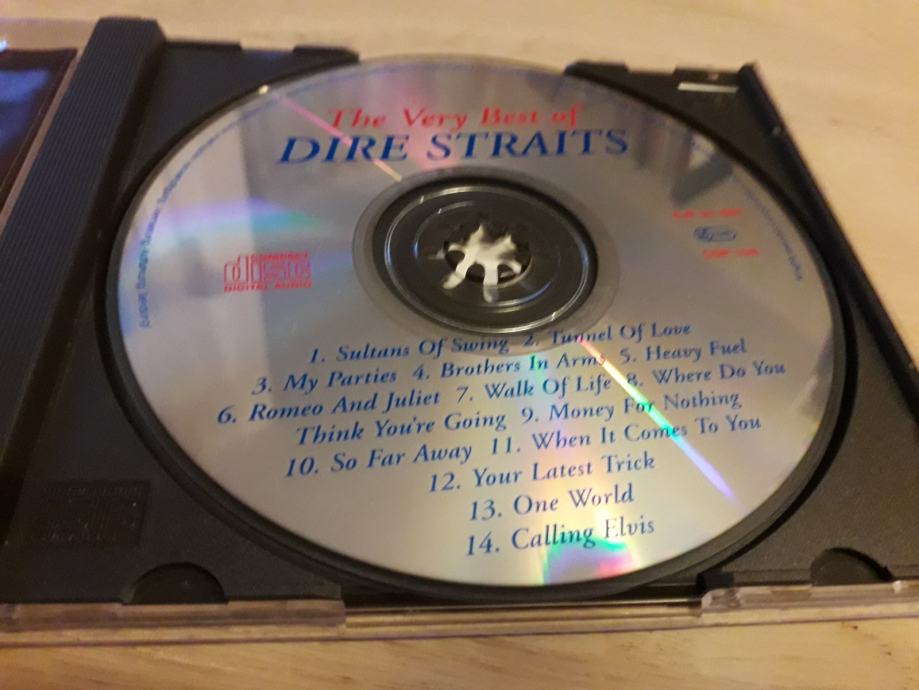 The Very Best of
DIRE STRAITS
COMPACT
disc
DIGITAL AUDIO
1. Sultans Of Swing 2. Tunnel Of Love
3. My Parties 4. Brothers In Arms 5. Heavy Fuel
6. Romeo And Juliet 7. Walk Of Life 8. Where Do You
Think You're Going 9. Money For Nothing
10. So Far Away 11. When It Comes To You
12. Your Latest Trick
13. One World
14. Calling Elvis